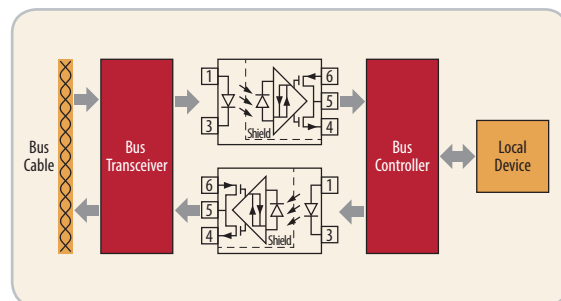 1
6
5
3
4
Shield
Bus
Cable
Bus
Transceiver
Bus
Controller
Local
Device
6
1
5
4
3
Shield